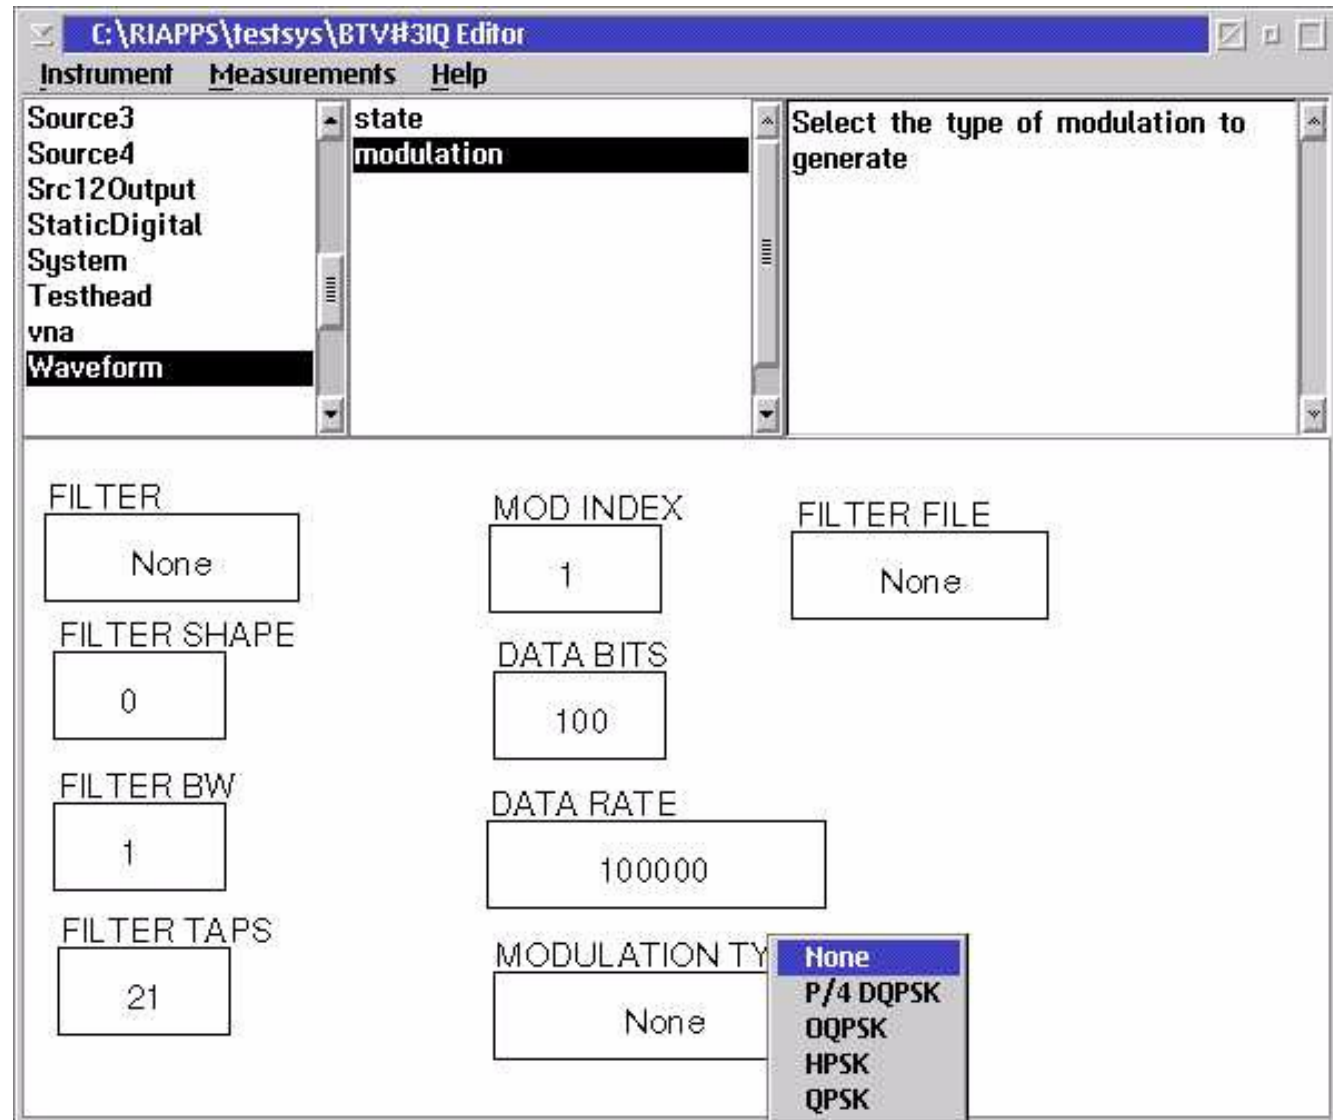 C:\RIAPPS\testsys\BTV#3IQ Editor
Instrument Measurements Help
Source3
Source4
Src12Output
StaticDigital
System
Testhead
vna
Waveform
state
modulation
Select the type of modulation to
generate
FILTER
None
FILTER SHAPE
0
FILTER BW
1
FILTER TAPS
21
MOD INDEX
1
DATA BITS
100
DATA RATE
100000
MODULATION TY
None
FILTER FILE
None
None
P/4 DQPSK
OQPSK
HPSK
QPSK